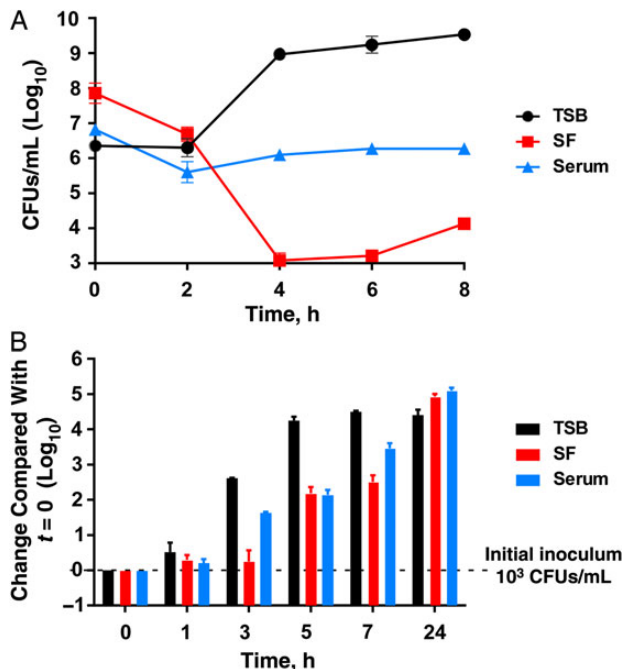 A
CFUs/mL (Log10)
10
9
8
7
6
5
4
3
0
2
4
6
8
Time, h
TSB
SF
Serum
B
Change Compared With
t = 0 (Log10)
6
5
4
3
2
1
0
–1
0
1
3
5
7
24
Time, h
TSB
SF
Serum
Initial inoculum
10³ CFUs/mL